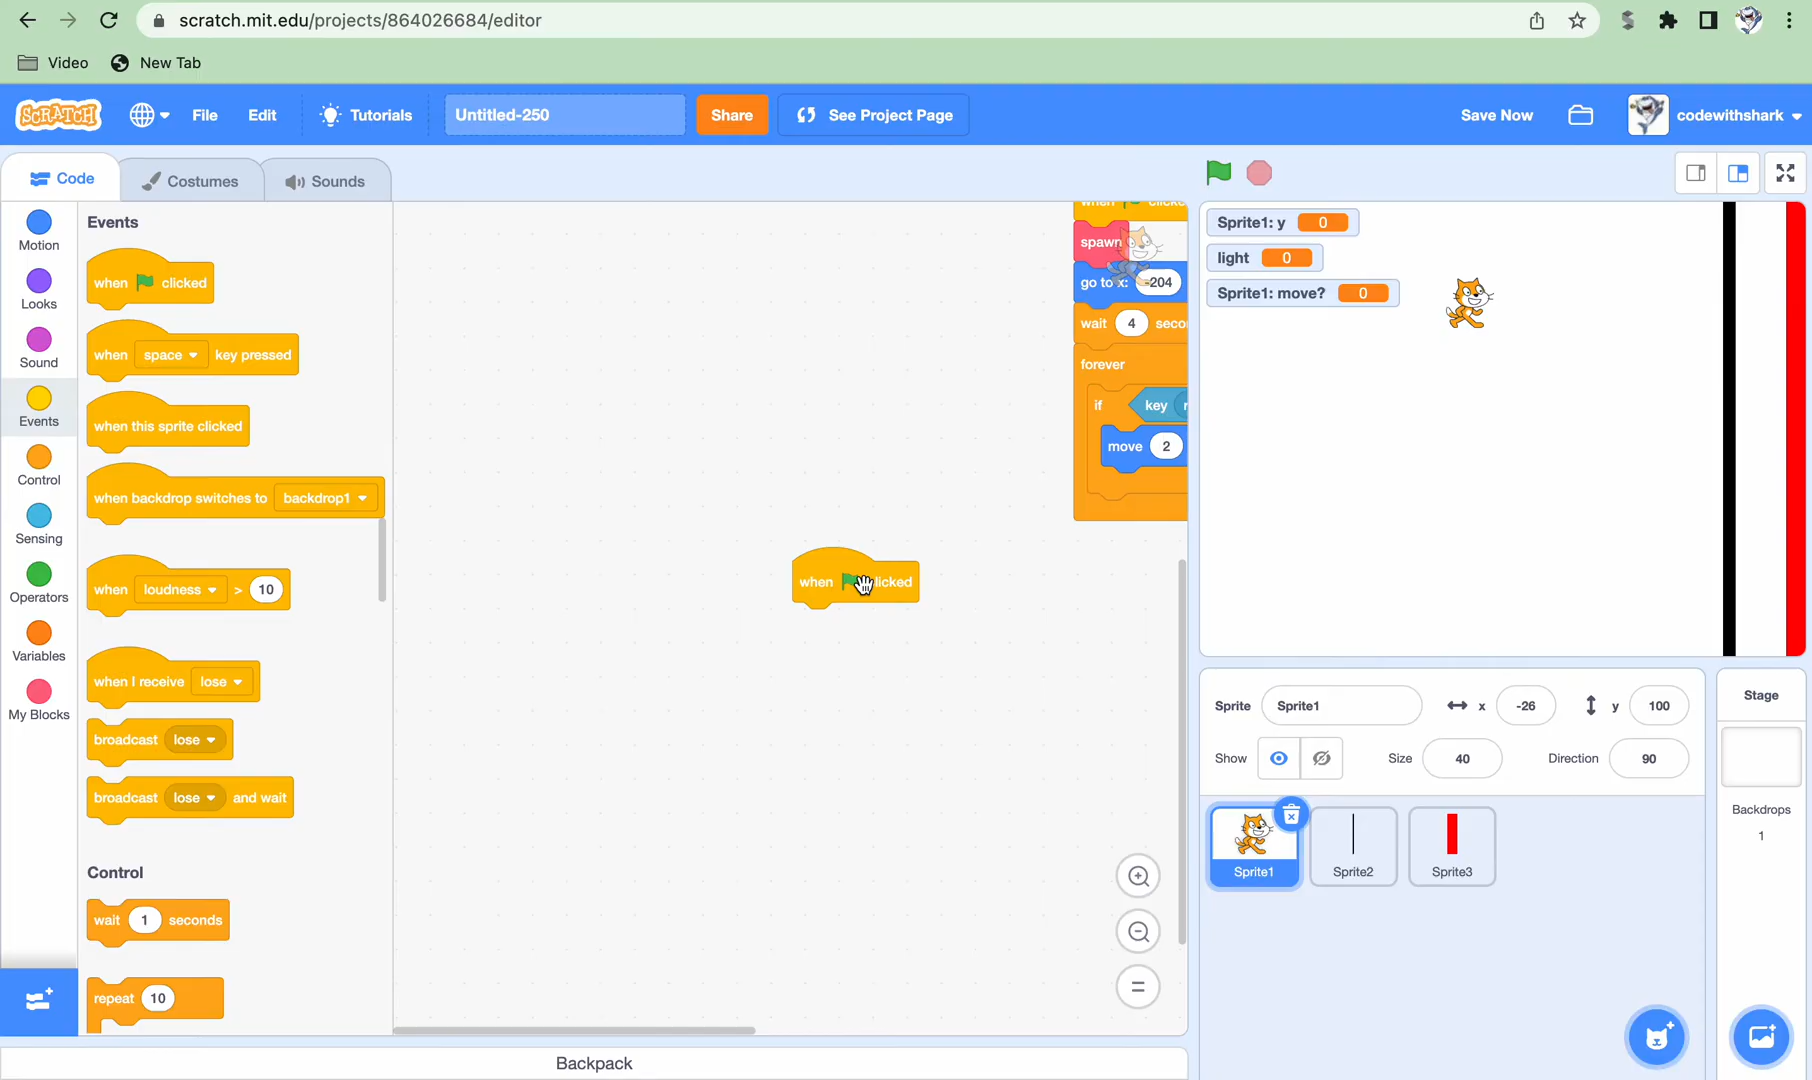 scratch.mit.edu/projects/864026684/editor
Video
New Tab
SCRATCH
File
Edit
Tutorials
Untitled-250
Share
See Project Page
Save Now
codewithshark
Code
Costumes
Sounds
Motion
Looks
Sound
Events
Control
Sensing
Operators
Variables
My Blocks
Events
when clicked
when space key pressed
when this sprite clicked
when backdrop switches to backdrop1
when loudness > 10
when I receive lose
broadcast lose
broadcast lose and wait
Control
wait 1 seconds
repeat 10
spawn
go to x: -204
wait 4
forever
if key
move 2
when
Sprite1: y 0
light 0
Sprite1: move? 0
Sprite Sprite1 x -26 y 100
Show Size 40 Direction 90
Sprite1
Sprite2
Sprite3
Stage
Backdrops
1
Backpack